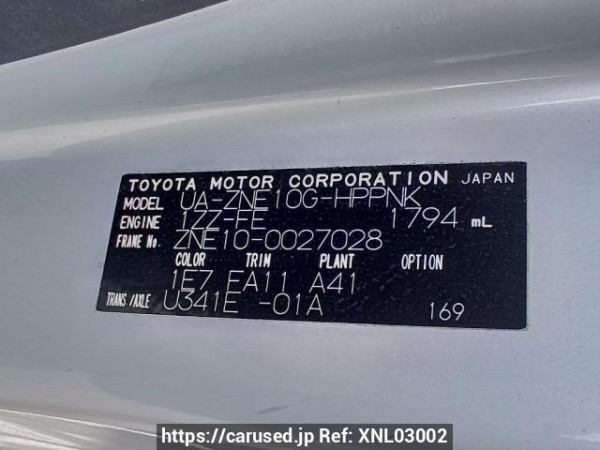 TOYOTA MOTOR CORPORATION JAPAN
MODEL UA-ZNE10G-HPPNK
ENGINE 1ZZ-FE 1794 mL
FRAME No. ZNE10-0027028
COLOR TRIM PLANT OPTION
1E7 EA11 A41
TRANS./AXLE U341E -01A 169
https://carused.jp Ref: XNL03002